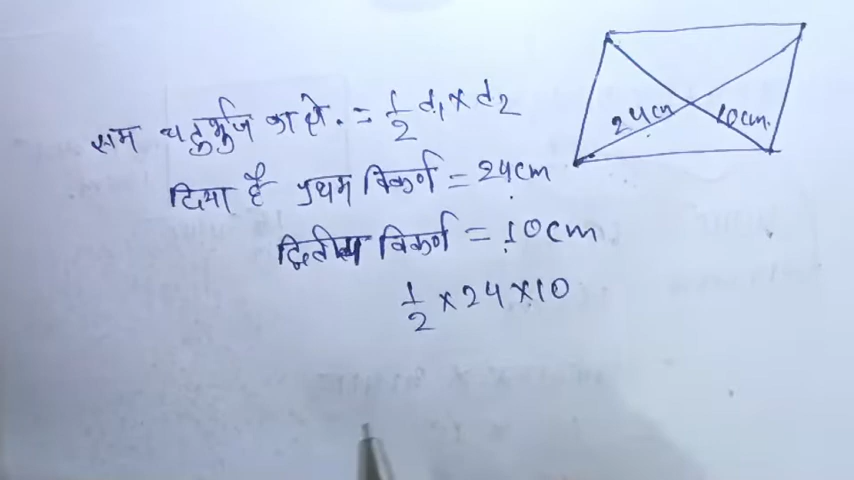 सम चतुर्भुज का क्षे. = 1/2 d1 × d2
दिया है प्रथम विकर्ण = 24cm
द्वितीय विकर्ण = 10cm
1/2 × 24 × 10
24cm
10cm.